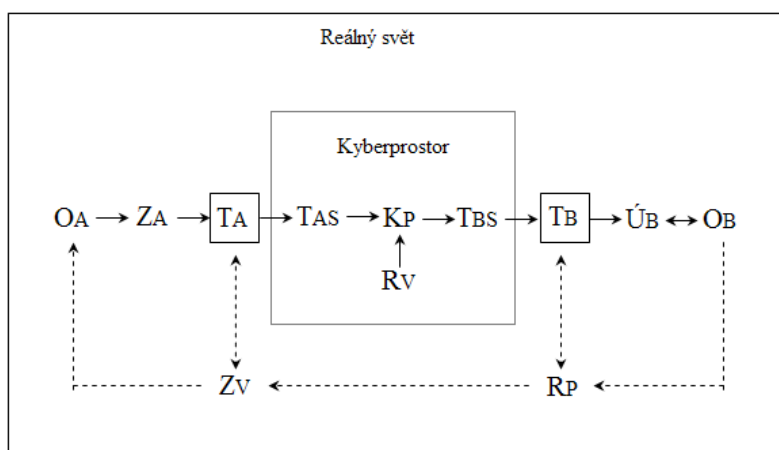 Reálný svět
Kyberprostor
OA ZA TA TAS KP TBS TB ÚB OB
RV
ZV RP